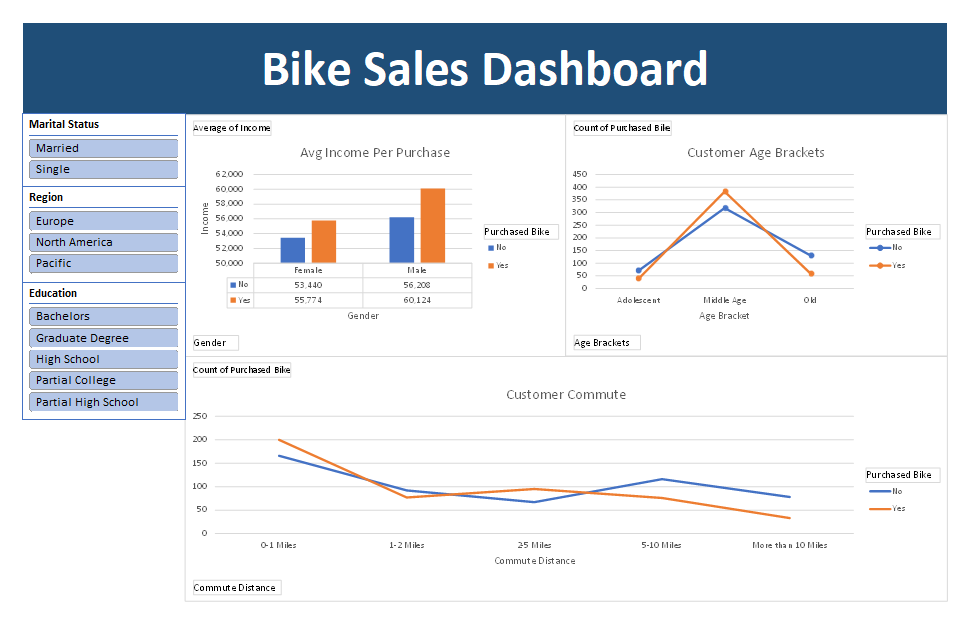 Bike Sales Dashboard
Marital Status
Married
Single
Region
Europe
North America
Pacific
Education
Bachelors
Graduate Degree
High School
Partial College
Partial High School
Average of Income
Avg Income Per Purchase
62,000
60,000
58,000
56,000
54,000
52,000
50,000
Income
Female Male
No 53,440 56,208
Yes 55,774 60,124
Gender
Purchased Bike
No
Yes
Gender
Count of Purchased Bike
Customer Age Brackets
450
400
350
300
250
200
150
100
50
0
Adolescent Middle Age Old
Age Bracket
Purchased Bike
No
Yes
Age Brackets
Count of Purchased Bike
Customer Commute
250
200
150
100
50
0
0-1 Miles 1-2 Miles 2-5 Miles 5-10 Miles More than 10 Miles
Commute Distance
Purchased Bike
No
Yes
Commute Distance